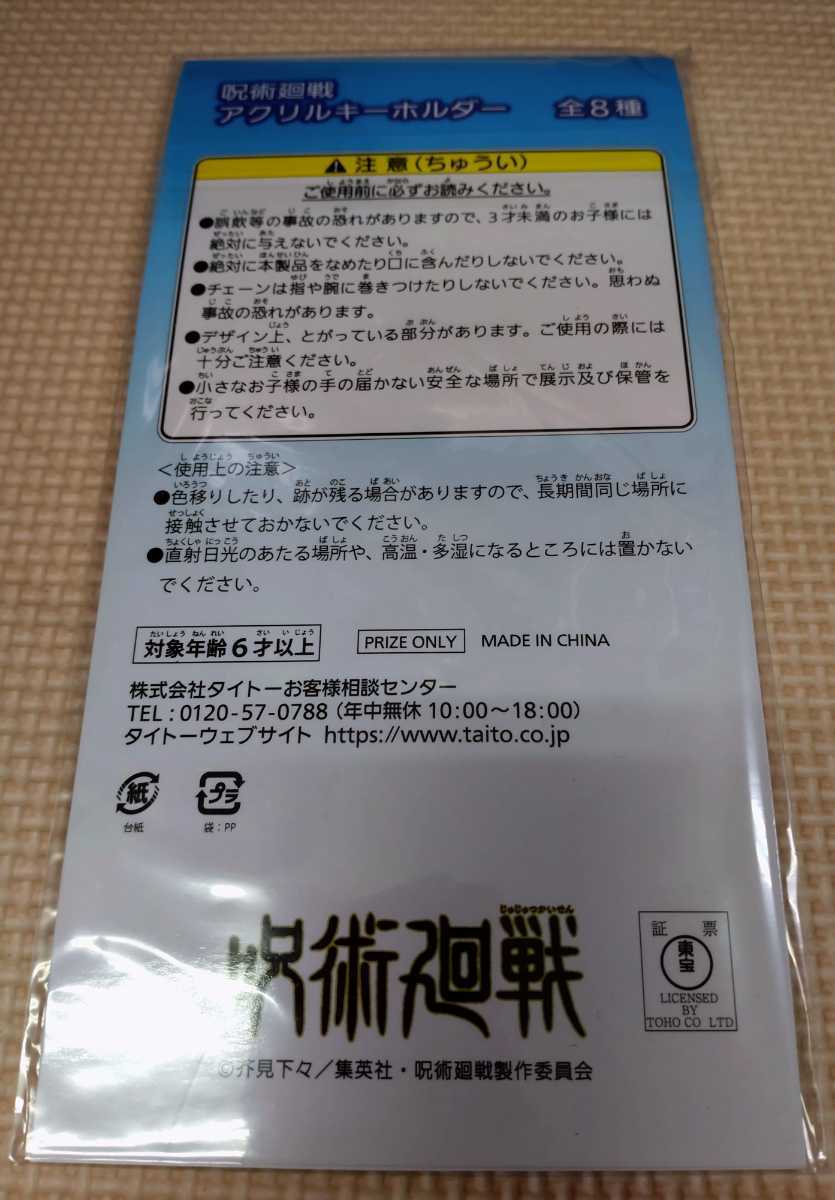 呪術廻戦
アクリルキーホルダー 全8種
注意(ちゅうい)
ご使用前に必ずお読みください。
●誤飲等の事故の恐れがありますので、3才未満のお子様には
絶対に与えないでください。
●絶対に本製品をなめたり口に含んだりしないでください。
●チェーンは指や腕に巻きつけたりしないでください。思わぬ
事故の恐れがあります。
●デザイン上、とがっている部分があります。ご使用の際には
十分ご注意ください。
●小さなお子様の手の届かない安全な場所で展示及び保管を
行ってください。
<使用上の注意>
●色移りしたり、跡が残る場合がありますので、長期間同じ場所に
接触させておかないでください。
●直射日光のあたる場所や、高温・多湿になるところには置かない
でください。
対象年齢6才以上 PRIZE ONLY MADE IN CHINA
株式会社タイトーお客様相談センター
TEL:0120-57-0788(年中無休10:00~18:00)
タイトーウェブサイト https://www.taito.co.jp
紙 プラ
台紙 袋:PP
じゅじゅつかいせん
呪術廻戦
証票
東宝
LICENSED
BY
TOHO CO LTD
©芥見下々/集英社・呪術廻戦製作委員会